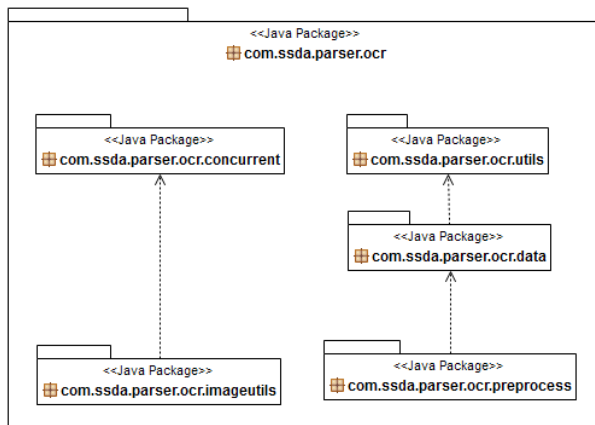 <<Java Package>>
com.ssda.parser.ocr
<<Java Package>>
com.ssda.parser.ocr.concurrent
<<Java Package>>
com.ssda.parser.ocr.utils
<<Java Package>>
com.ssda.parser.ocr.data
<<Java Package>>
com.ssda.parser.ocr.imageutils
<<Java Package>>
com.ssda.parser.ocr.preprocess